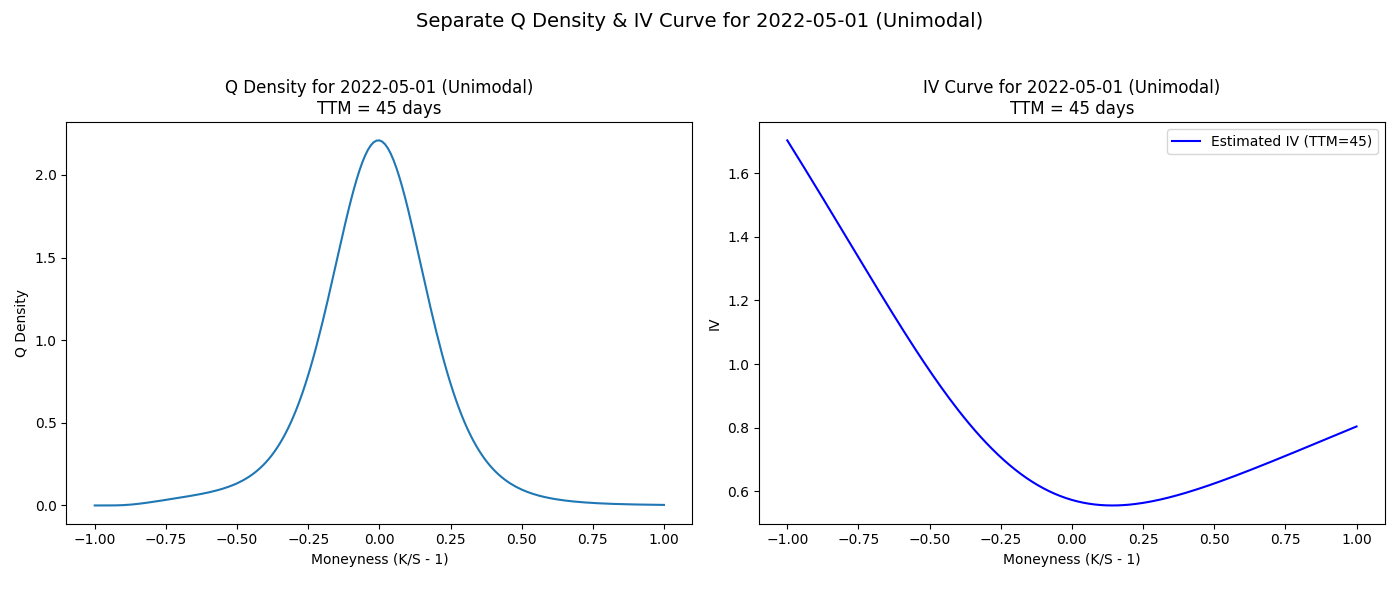 Separate Q Density & IV Curve for 2022-05-01 (Unimodal)
Q Density for 2022-05-01 (Unimodal)
TTM = 45 days
2.0
1.5
1.0
0.5
0.0
Q Density
−1.00 −0.75 −0.50 −0.25 0.00 0.25 0.50 0.75 1.00
Moneyness (K/S - 1)
IV Curve for 2022-05-01 (Unimodal)
TTM = 45 days
Estimated IV (TTM=45)
1.6
1.4
1.2
1.0
0.8
0.6
IV
−1.00 −0.75 −0.50 −0.25 0.00 0.25 0.50 0.75 1.00
Moneyness (K/S - 1)